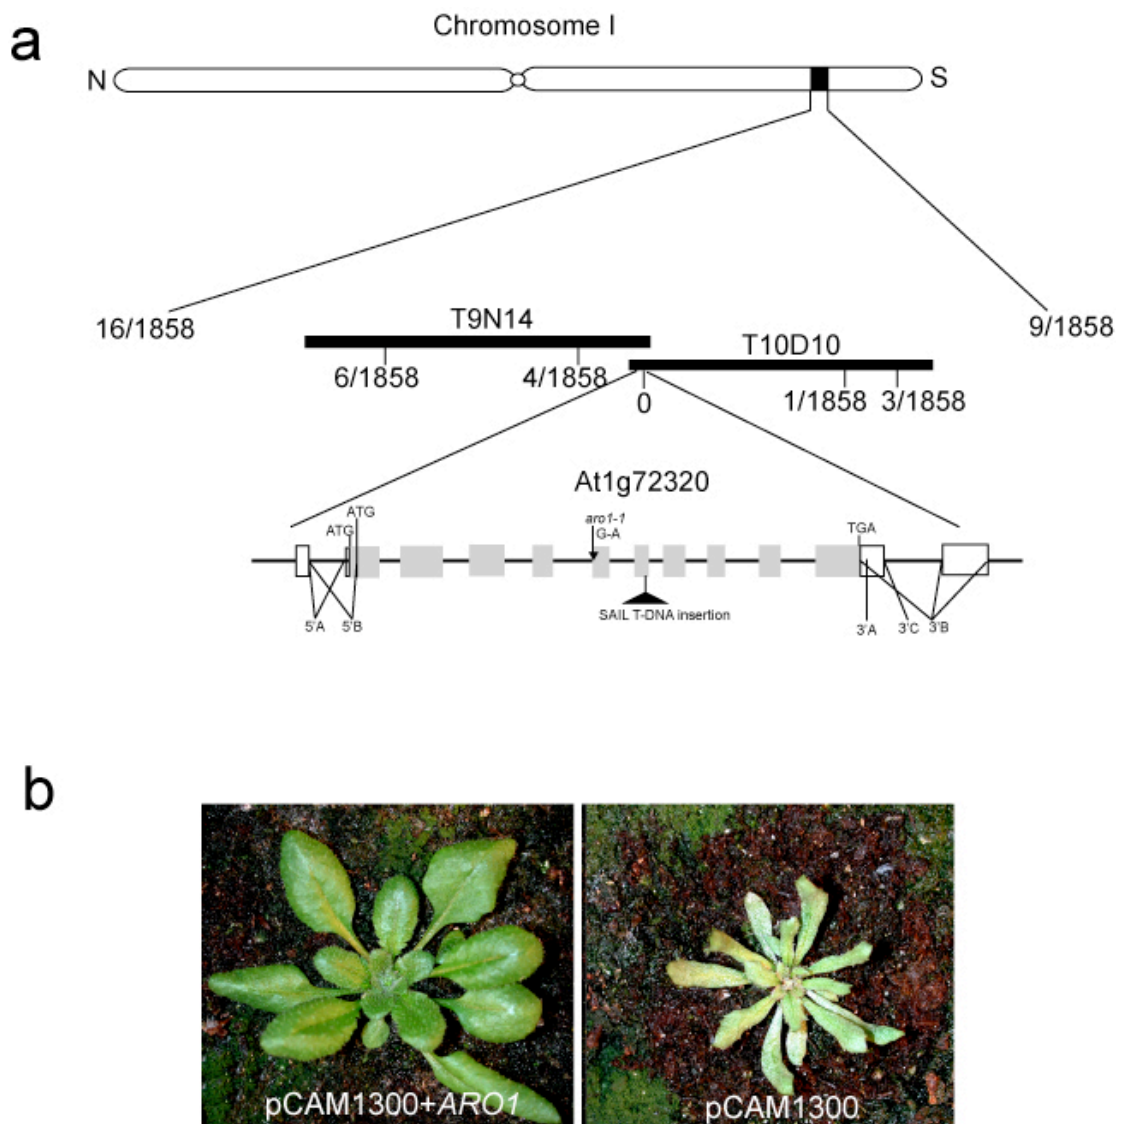 a
Chromosome I
N
S
16/1858
9/1858
T9N14
T10D10
6/1858
4/1858
0
1/1858
3/1858
At1g72320
aro1-1
G-A
ATG
ATG
TGA
SAIL T-DNA insertion
5'A
5'B
3'A
3'C
3'B
b
pCAM1300+ARO1
pCAM1300